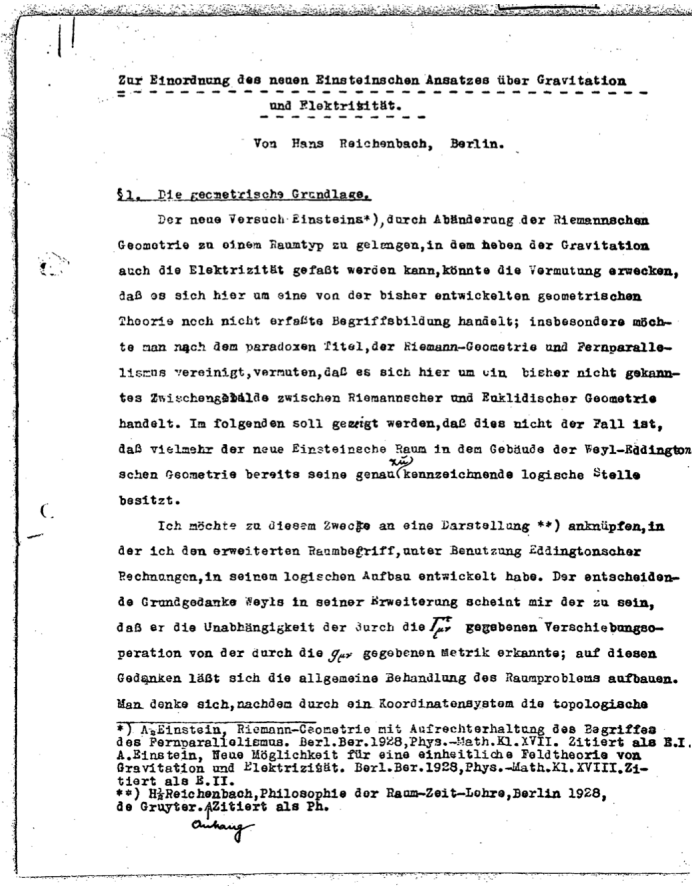 Zur Einordnung des neuen Einsteinschen Ansatzes über Gravitation
und Elektrizität.
Von Hans Reichenbach, Berlin.
§1. Die geometrische Grundlage.
Der neue Versuch Einsteins*),durch Abänderung der Riemannschen
Geometrie zu einem Raumtyp zu gelangen,in dem neben der Gravitation
auch die Elektrizität gefaßt werden kann,könnte die Vermutung erwecken,
daß es sich hier um eine von der bisher entwickelten geometrischen
Theorie noch nicht erfaßte Begriffsbildung handelt; insbesondere möch-
te man nach dem paradoxen Titel,der Riemann-Geometrie und Fernparalle-
lismus vereinigt,vermuten,daß es sich hier um ein bisher nicht gekann-
tes Zwischengebilde zwischen Riemannscher und Euklidischer Geometrie
handelt. Im folgenden soll gezeigt werden,daß dies nicht der Fall ist,
daß vielmehr der neue Einsteinsche Raum in dem Gebäude der Weyl-Eddington
schen Geometrie bereits seine genau zu kennzeichnende logische Stelle
besitzt.
Ich möchte zu diesem Zwecke an eine Darstellung **) anknüpfen,in
der ich den erweiterten Raumbegriff,unter Benutzung Eddingtonscher
Rechnungen,in seinem logischen Aufbau entwickelt habe. Der entscheiden-
de Grundgedanke Weyls in seiner Erweiterung scheint mir der zu sein,
daß er die Unabhängigkeit der durch die Γ^τ_μν gegebenen Verschiebungso-
peration von der durch die g_μν gegebenen Metrik erkannte; auf diesen
Gedanken läßt sich die allgemeine Behandlung des Raumproblems aufbauen.
Man denke sich,nachdem durch ein Koordinatensystem die topologische
*) A.Einstein, Riemann-Geometrie mit Aufrechterhaltung des Begriffes
des Fernparallelismus. Berl.Ber.1928,Phys.-Math.Kl.XVII. Zitiert als E.I.
A.Einstein, Neue Möglichkeit für eine einheitliche Feldtheorie von
Gravitation und Elektrizität. Berl.Ber.1928,Phys.-Math.Kl.XVIII.Zi-
tiert als E.II.
**) H.Reichenbach,Philosophie der Raum-Zeit-Lehre,Berlin 1928,
de Gruyter. Zitiert als Ph.
Anhang